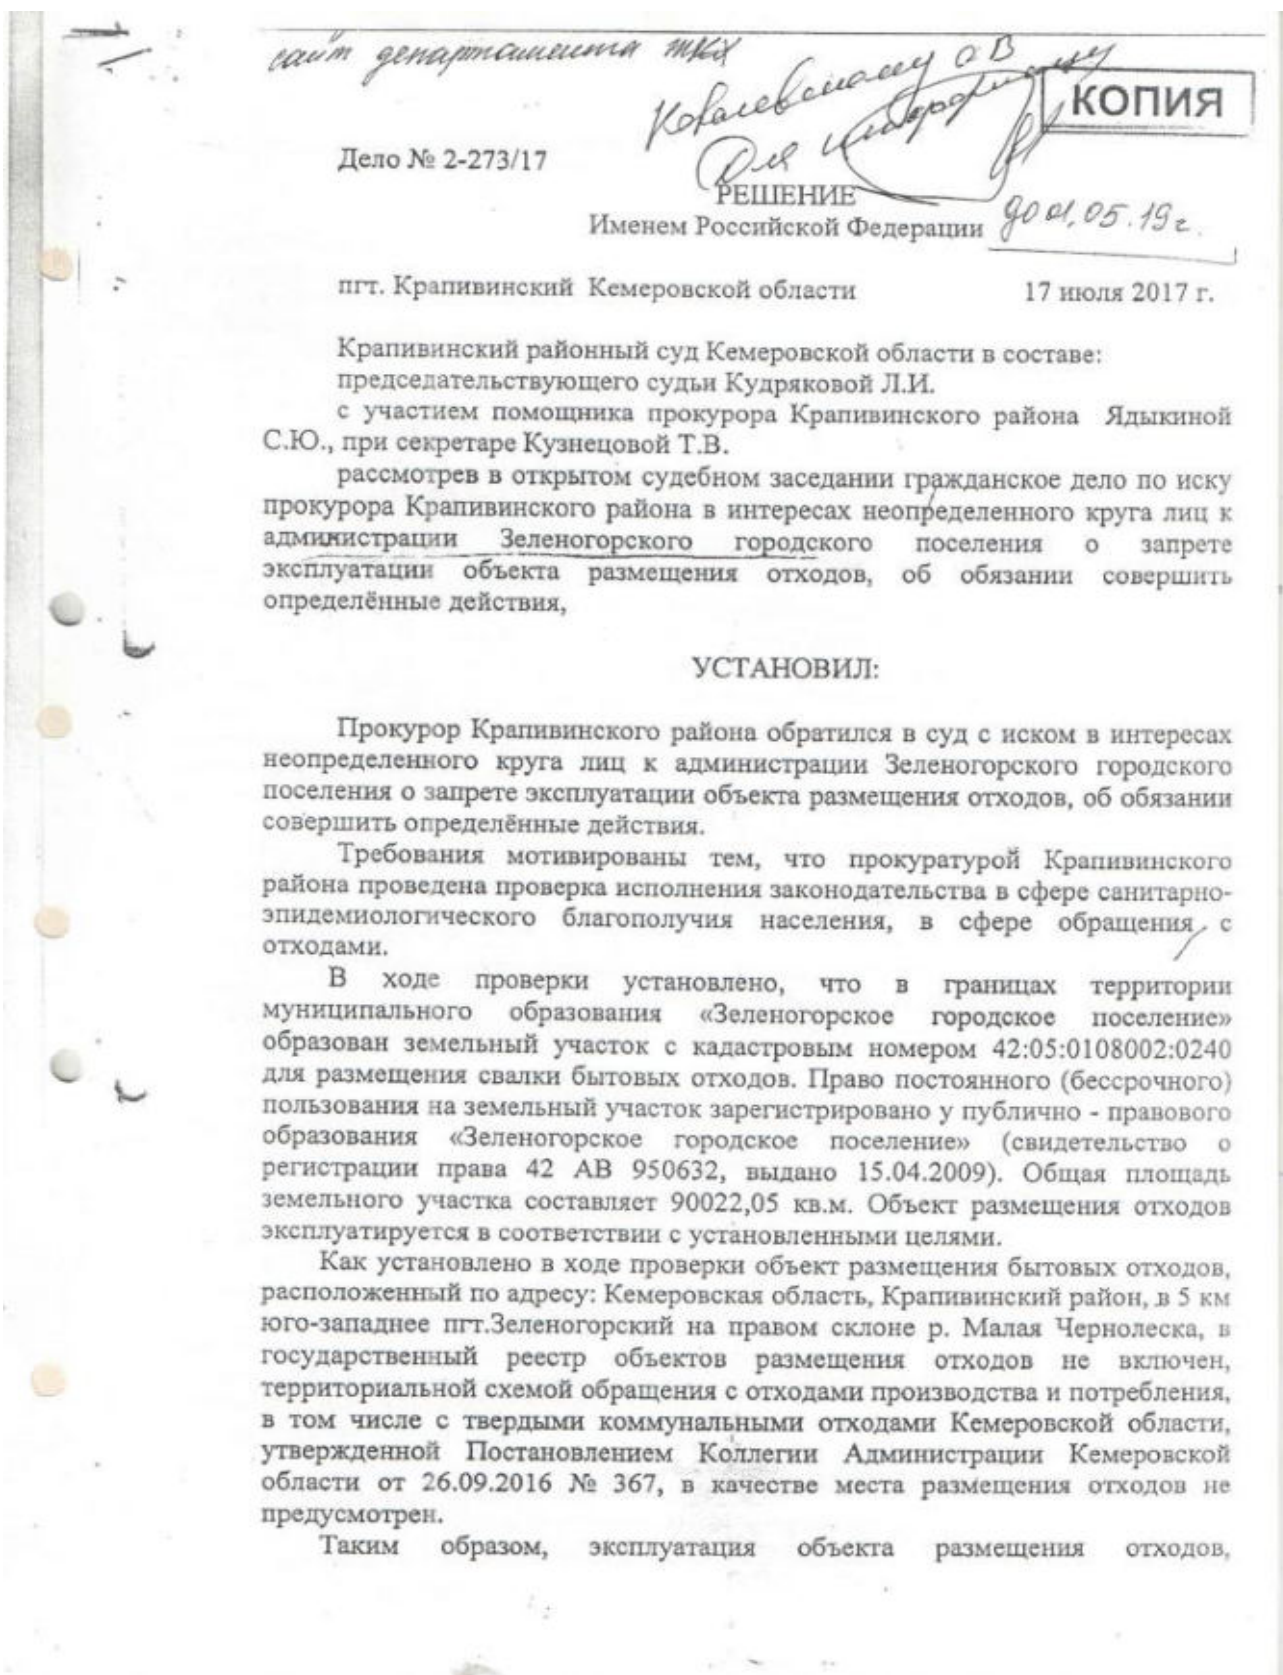 сайт департамента ЖКХ
Ковалевскому ОВ
Для информации
КОПИЯ
Дело № 2-273/17
РЕШЕНИЕ
Именем Российской Федерации
до 01.05.19г.
пгт. Крапивинский Кемеровской области 17 июля 2017 г.
Крапивинский районный суд Кемеровской области в составе:
председательствующего судьи Кудряковой Л.И.
с участием помощника прокурора Крапивинского района Ядыкиной
С.Ю., при секретаре Кузнецовой Т.В.
рассмотрев в открытом судебном заседании гражданское дело по иску
прокурора Крапивинского района в интересах неопределенного круга лиц к
администрации Зеленогорского городского поселения о запрете
эксплуатации объекта размещения отходов, об обязании совершить
определённые действия,
УСТАНОВИЛ:
Прокурор Крапивинского района обратился в суд с иском в интересах
неопределенного круга лиц к администрации Зеленогорского городского
поселения о запрете эксплуатации объекта размещения отходов, об обязании
совершить определённые действия.
Требования мотивированы тем, что прокуратурой Крапивинского
района проведена проверка исполнения законодательства в сфере санитарно-
эпидемиологического благополучия населения, в сфере обращения с
отходами.
В ходе проверки установлено, что в границах территории
муниципального образования «Зеленогорское городское поселение»
образован земельный участок с кадастровым номером 42:05:0108002:0240
для размещения свалки бытовых отходов. Право постоянного (бессрочного)
пользования на земельный участок зарегистрировано у публично - правового
образования «Зеленогорское городское поселение» (свидетельство о
регистрации права 42 АВ 950632, выдано 15.04.2009). Общая площадь
земельного участка составляет 90022,05 кв.м. Объект размещения отходов
эксплуатируется в соответствии с установленными целями.
Как установлено в ходе проверки объект размещения бытовых отходов,
расположенный по адресу: Кемеровская область, Крапивинский район, в 5 км
юго-западнее пгт.Зеленогорский на правом склоне р. Малая Чернолеска, в
государственный реестр объектов размещения отходов не включен,
территориальной схемой обращения с отходами производства и потребления,
в том числе с твердыми коммунальными отходами Кемеровской области,
утвержденной Постановлением Коллегии Администрации Кемеровской
области от 26.09.2016 № 367, в качестве места размещения отходов не
предусмотрен.
Таким образом, эксплуатация объекта размещения отходов,